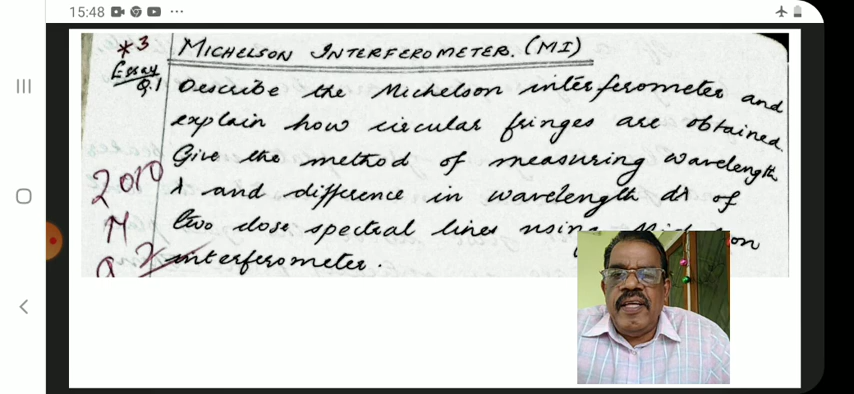 15:48
*3
MICHELSON INTERFEROMETER. (MI)
Essay
Q.1
Describe the Michelson interferometer and
explain how circular fringes are obtained.
Give the method of measuring wavelength
λ and difference in wavelength dλ of
two close spectral lines using
interferometer.
2010
M